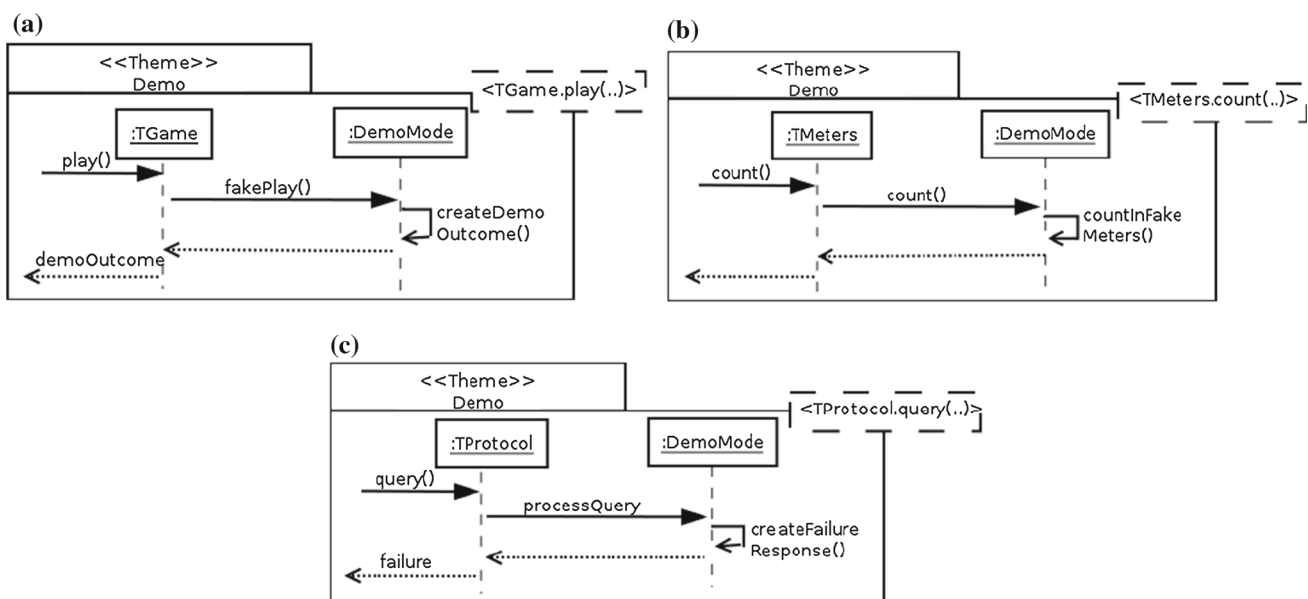 (a)
<<Theme>>
Demo
<TGame.play(..)>
:TGame
:DemoMode
play()
fakePlay()
createDemo
Outcome()
demoOutcome
(b)
<<Theme>>
Demo
<TMeters.count(..)>
:TMeters
:DemoMode
count()
count()
countInFake
Meters()
(c)
<<Theme>>
Demo
<TProtocol.query(..)>
:TProtocol
:DemoMode
query()
processQuery
createFailure
Response()
failure